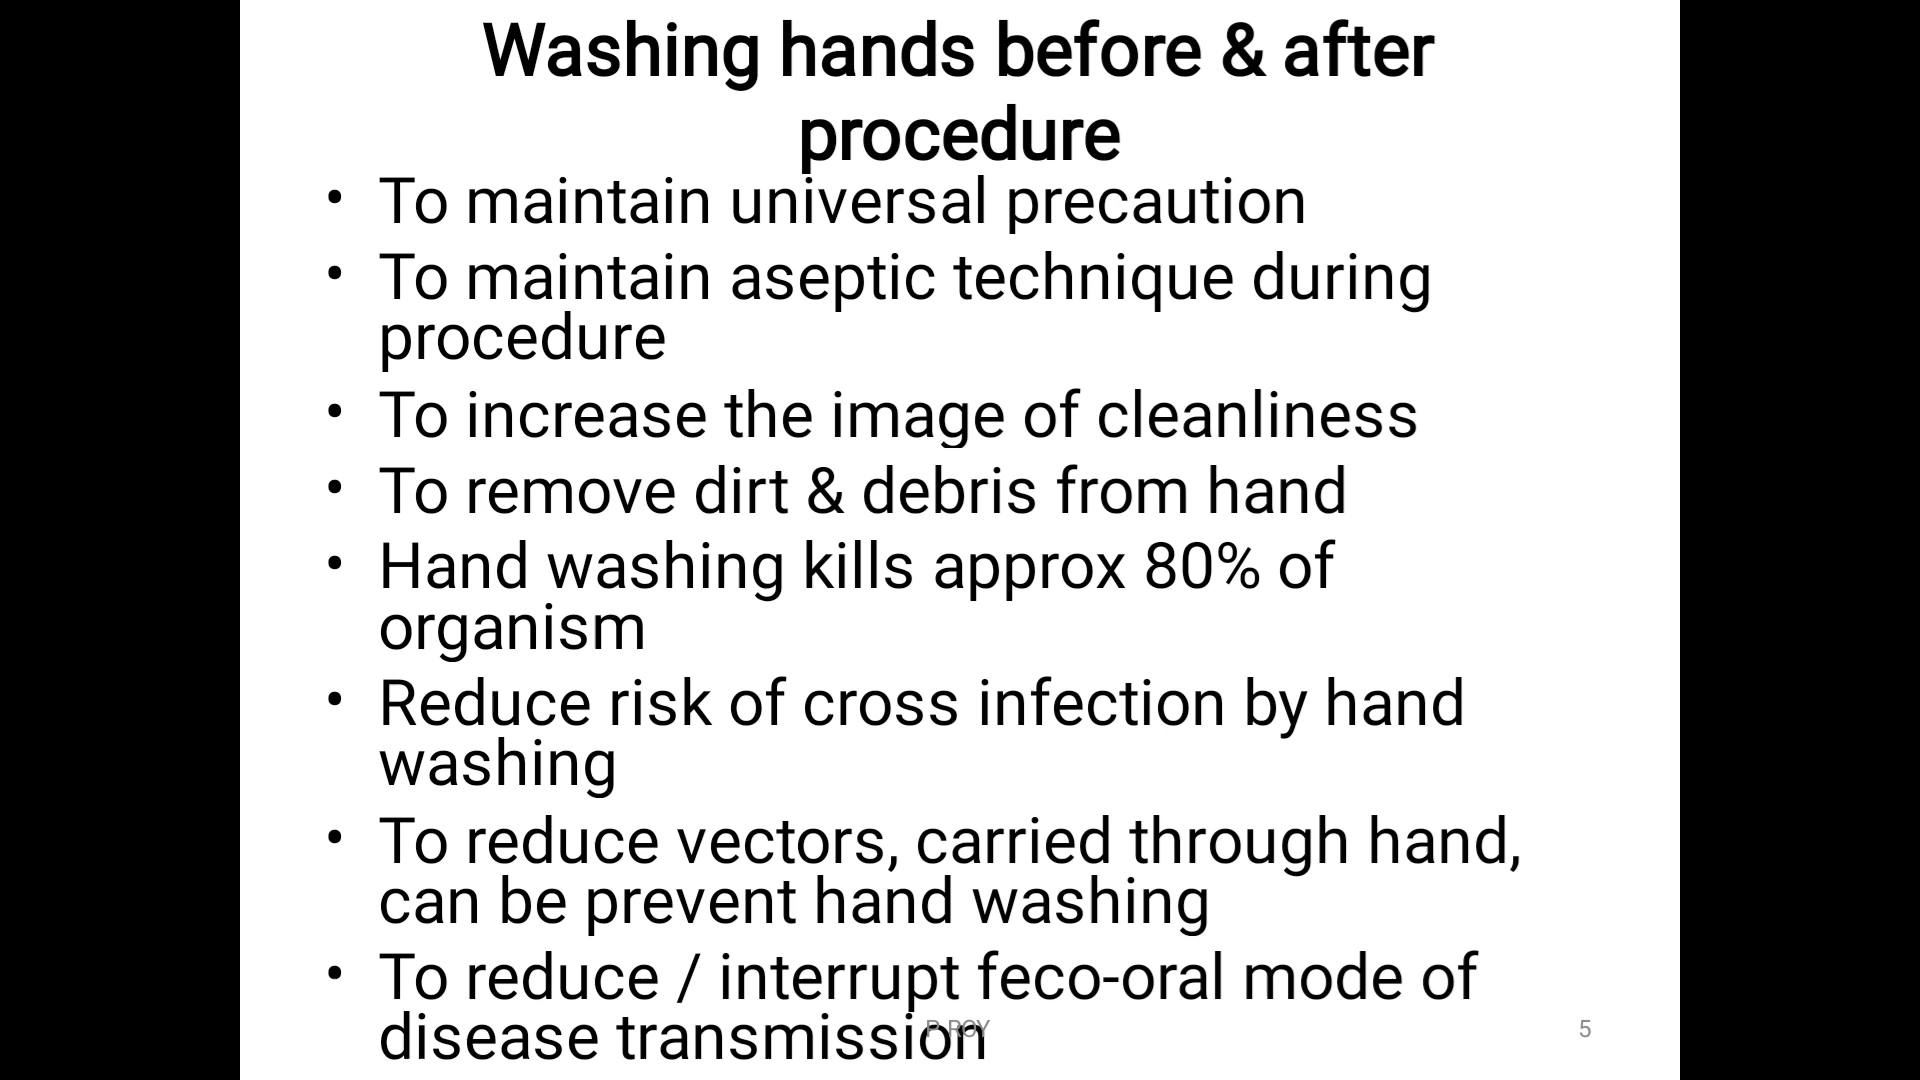 Washing hands before & after
procedure
• To maintain universal precaution
• To maintain aseptic technique during
procedure
• To increase the image of cleanliness
• To remove dirt & debris from hand
• Hand washing kills approx 80% of
organism
• Reduce risk of cross infection by hand
washing
• To reduce vectors, carried through hand,
can be prevent hand washing
• To reduce / interrupt feco-oral mode of
disease transmission
P. ROY
5